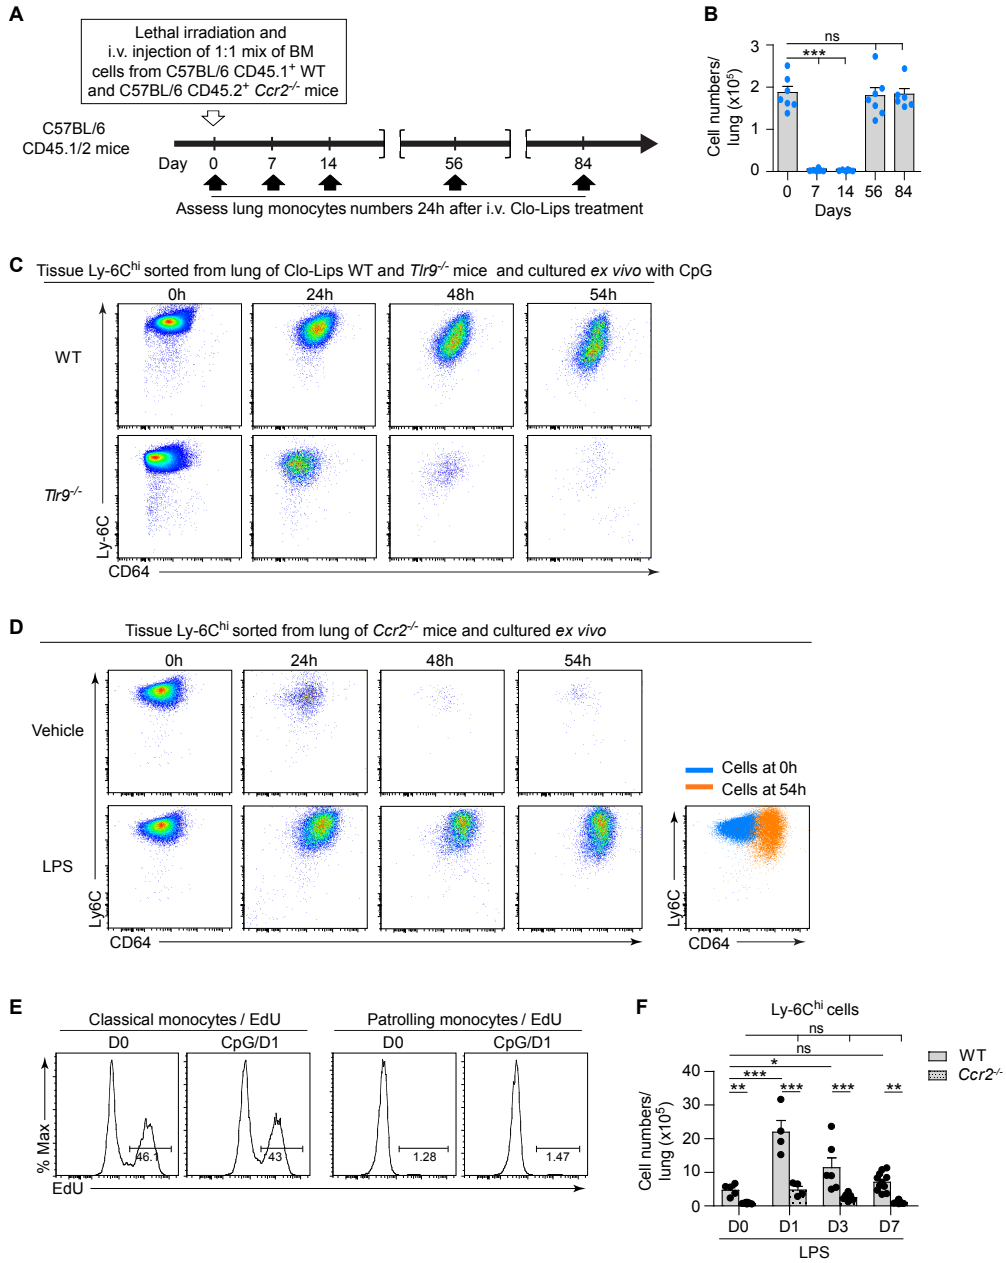 A
Lethal irradiation and
i.v. injection of 1:1 mix of BM
cells from C57BL/6 CD45.1+ WT
and C57BL/6 CD45.2+ Ccr2-/- mice
C57BL/6
CD45.1/2 mice
Day 0 7 14 56 84
Assess lung monocytes numbers 24h after i.v. Clo-Lips treatment
B
ns
***
Cell numbers/
lung (x10⁵)
3
2
1
0
0 7 14 56 84
Days
C
Tissue Ly-6Chi sorted from lung of Clo-Lips WT and Tlr9-/- mice and cultured ex vivo with CpG
0h 24h 48h 54h
WT
Tlr9-/-
Ly-6C
CD64
D
Tissue Ly-6Chi sorted from lung of Ccr2-/- mice and cultured ex vivo
0h 24h 48h 54h
Vehicle
LPS
Ly6C
CD64
Cells at 0h
Cells at 54h
Ly6C
CD64
E
Classical monocytes / EdU
D0 CpG/D1
46.1 43
Patrolling monocytes / EdU
D0 CpG/D1
1.28 1.47
% Max
EdU
F
Ly-6Chi cells
ns
ns
*
***
** *** *** **
WT
Ccr2-/-
Cell numbers/
lung (x10⁵)
40
30
20
10
0
D0 D1 D3 D7
LPS